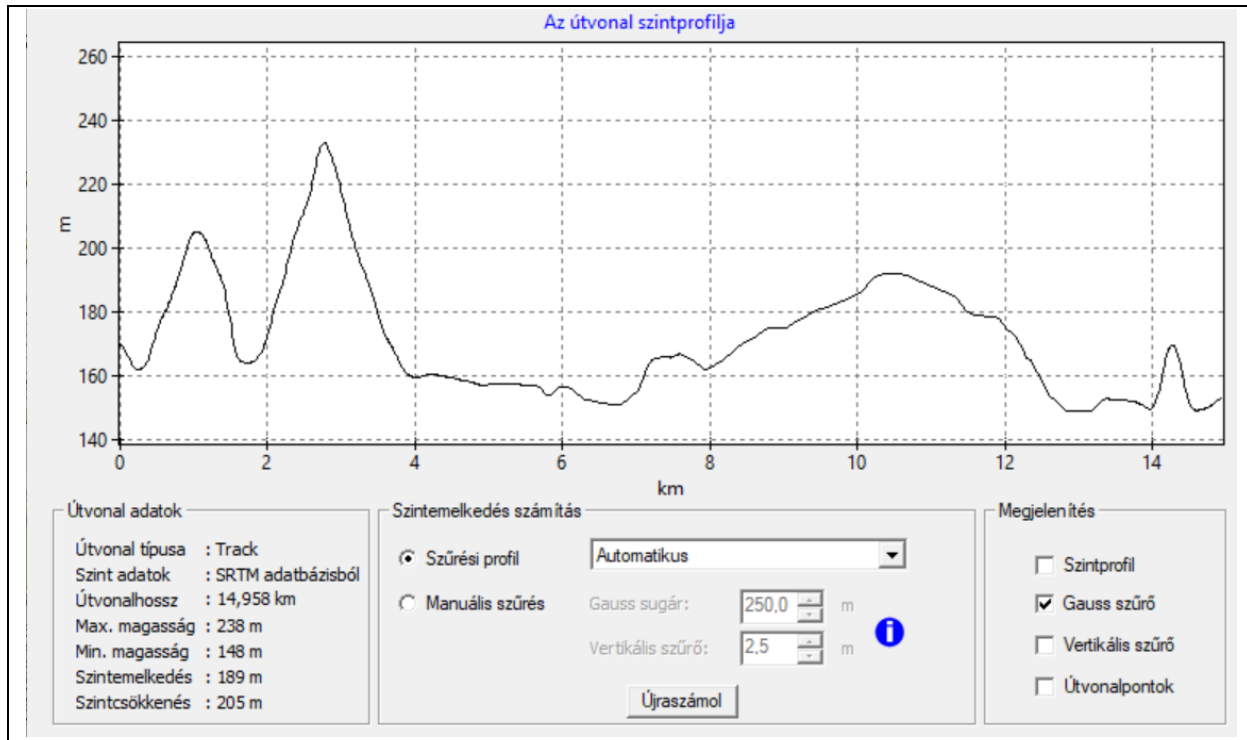 Az útvonal szintprofilja
260
240
220
200
180
160
140
m
0 2 4 6 8 10 12 14
km
Útvonal adatok
Útvonal típusa : Track
Szint adatok : SRTM adatbázisból
Útvonalhossz : 14,958 km
Max. magasság : 238 m
Min. magasság : 148 m
Szintemelkedés : 189 m
Szintcsökkenés : 205 m
Szintemelkedés számítás
Szűrési profil Automatikus
Manuális szűrés Gauss sugár: 250,0 m
Vertikális szűrő: 2,5 m
Újraszámol
Megjelenítés
Szintprofil
Gauss szűrő
Vertikális szűrő
Útvonalpontok